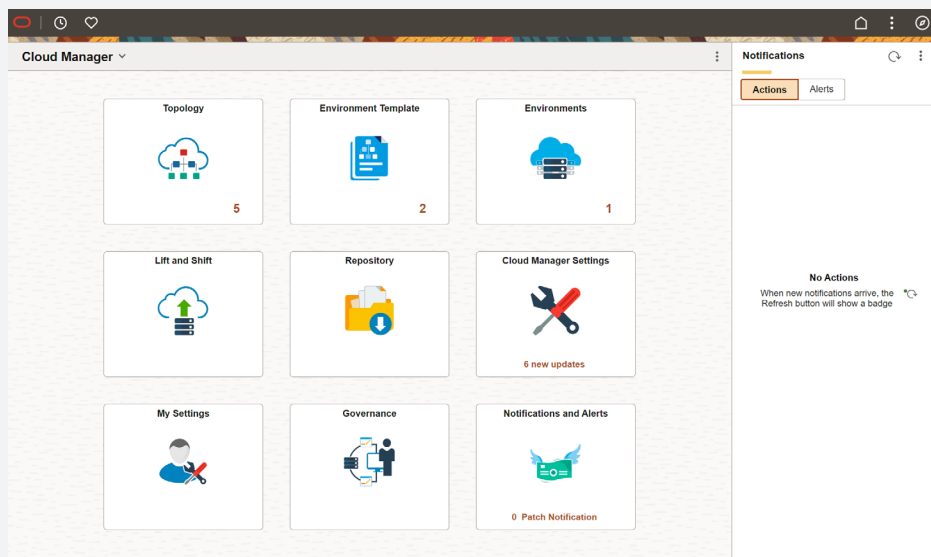 Cloud Manager
Notifications
Actions
Alerts
Topology
5
Environment Template
2
Environments
1
Lift and Shift
Repository
Cloud Manager Settings
6 new updates
My Settings
Governance
Notifications and Alerts
0 Patch Notification
No Actions
When new notifications arrive, the
Refresh button will show a badge